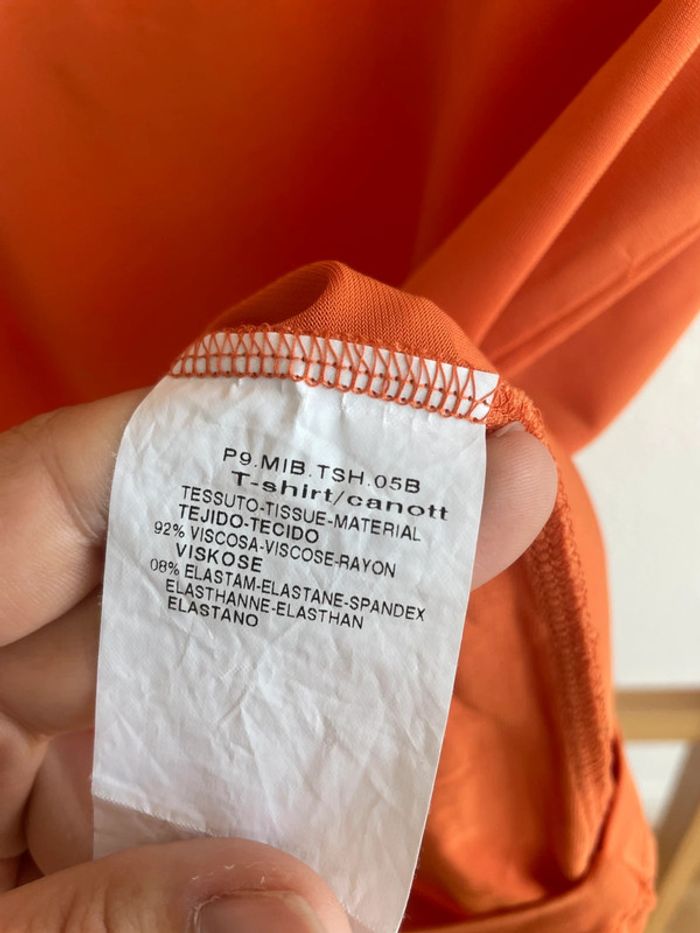 P9.MIB.TSH.05B
T-shirt/canott
TESSUTO-TISSUE-MATERIAL
TEJIDO-TECIDO
92% VISCOSA-VISCOSE-RAYON
VISKOSE
08% ELASTAM-ELASTANE-SPANDEX
ELASTHANNE-ELASTHAN
ELASTANO